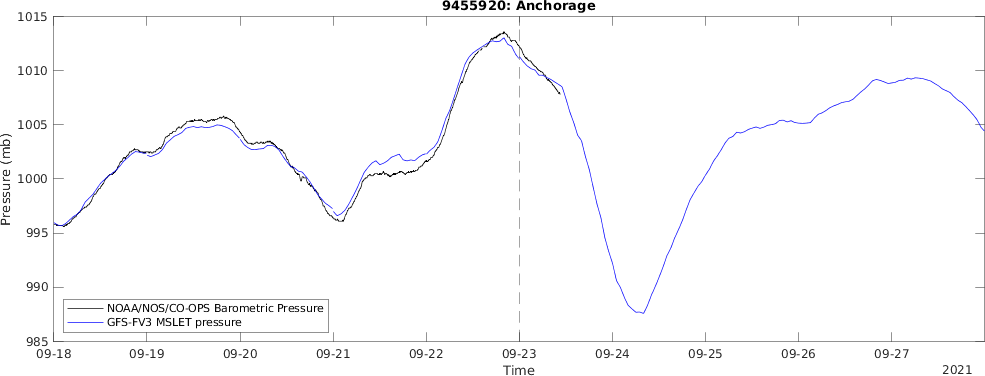 9455920: Anchorage
1015
1010
1005
1000
995
990
985
Pressure (mb)
NOAA/NOS/CO-OPS Barometric Pressure
GFS-FV3 MSLET pressure
09-18 09-19 09-20 09-21 09-22 09-23 09-24 09-25 09-26 09-27
Time
2021